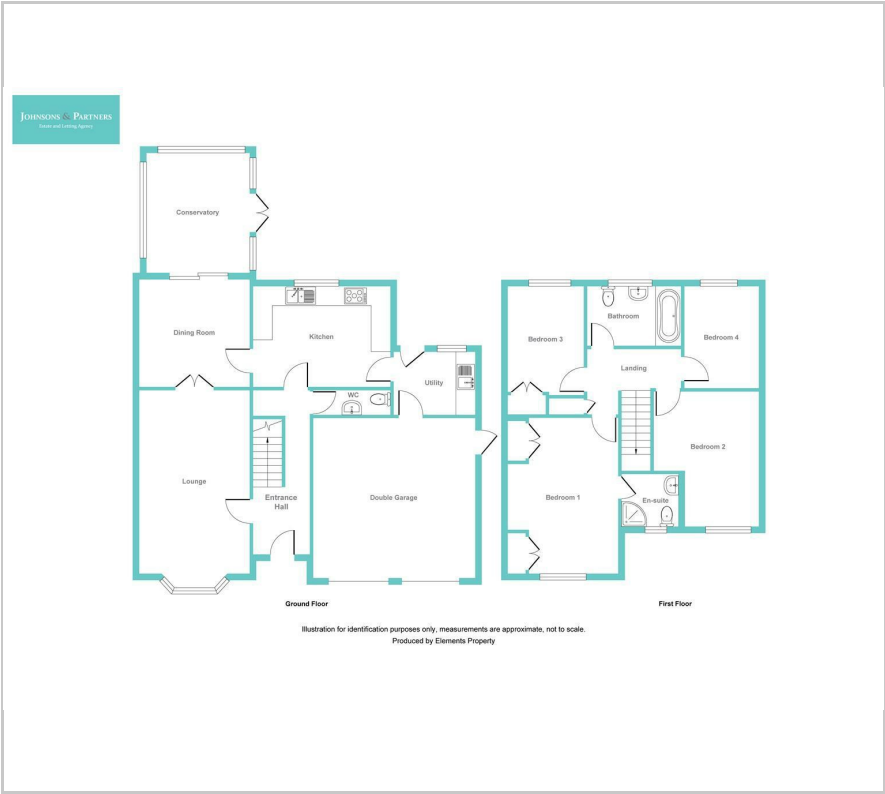 JOHNSONS & PARTNERS
Estate and Letting Agency
Conservatory
Dining Room
Kitchen
Utility
WC
Lounge
Entrance
Hall
Double Garage
Ground Floor
Bedroom 3
Bathroom
Bedroom 4
Landing
Bedroom 2
Bedroom 1
En-suite
First Floor
Illustration for identification purposes only, measurements are approximate, not to scale.
Produced by Elements Property